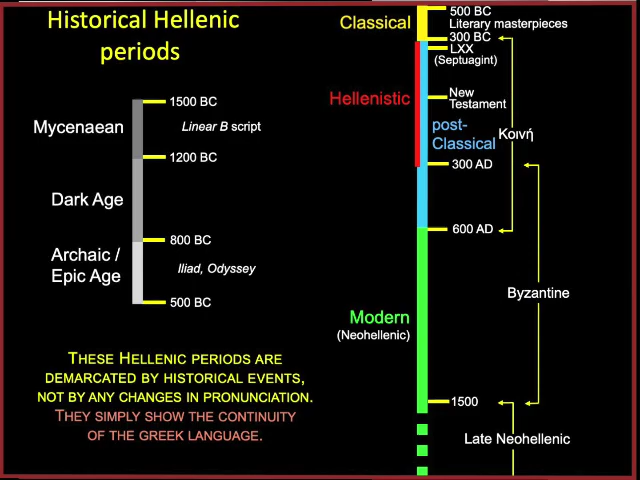 Historical Hellenic
periods
1500 BC
Mycenaean
Linear B script
1200 BC
Dark Age
800 BC
Archaic /
Epic Age
Iliad, Odyssey
500 BC
THESE HELLENIC PERIODS ARE
DEMARCATED BY HISTORICAL EVENTS,
NOT BY ANY CHANGES IN PRONUNCIATION.
THEY SIMPLY SHOW THE CONTINUITY
OF THE GREEK LANGUAGE.
Classical
500 BC
Literary masterpieces
300 BC
LXX
(Septuagint)
Hellenistic
New
Testament
post-
Classical
Κοινή
300 AD
600 AD
Byzantine
Modern
(Neohellenic)
1500
Late Neohellenic